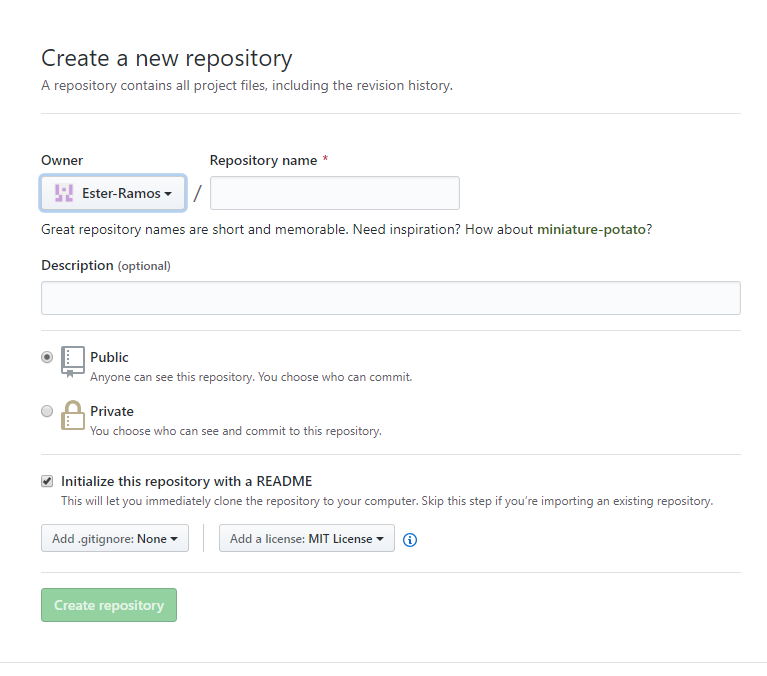 Create a new repository
A repository contains all project files, including the revision history.
Owner
Repository name *
Ester-Ramos
/
Great repository names are short and memorable. Need inspiration? How about miniature-potato?
Description (optional)
Public
Anyone can see this repository. You choose who can commit.
Private
You choose who can see and commit to this repository.
Initialize this repository with a README
This will let you immediately clone the repository to your computer. Skip this step if you’re importing an existing repository.
Add .gitignore: None
Add a license: MIT License
Create repository